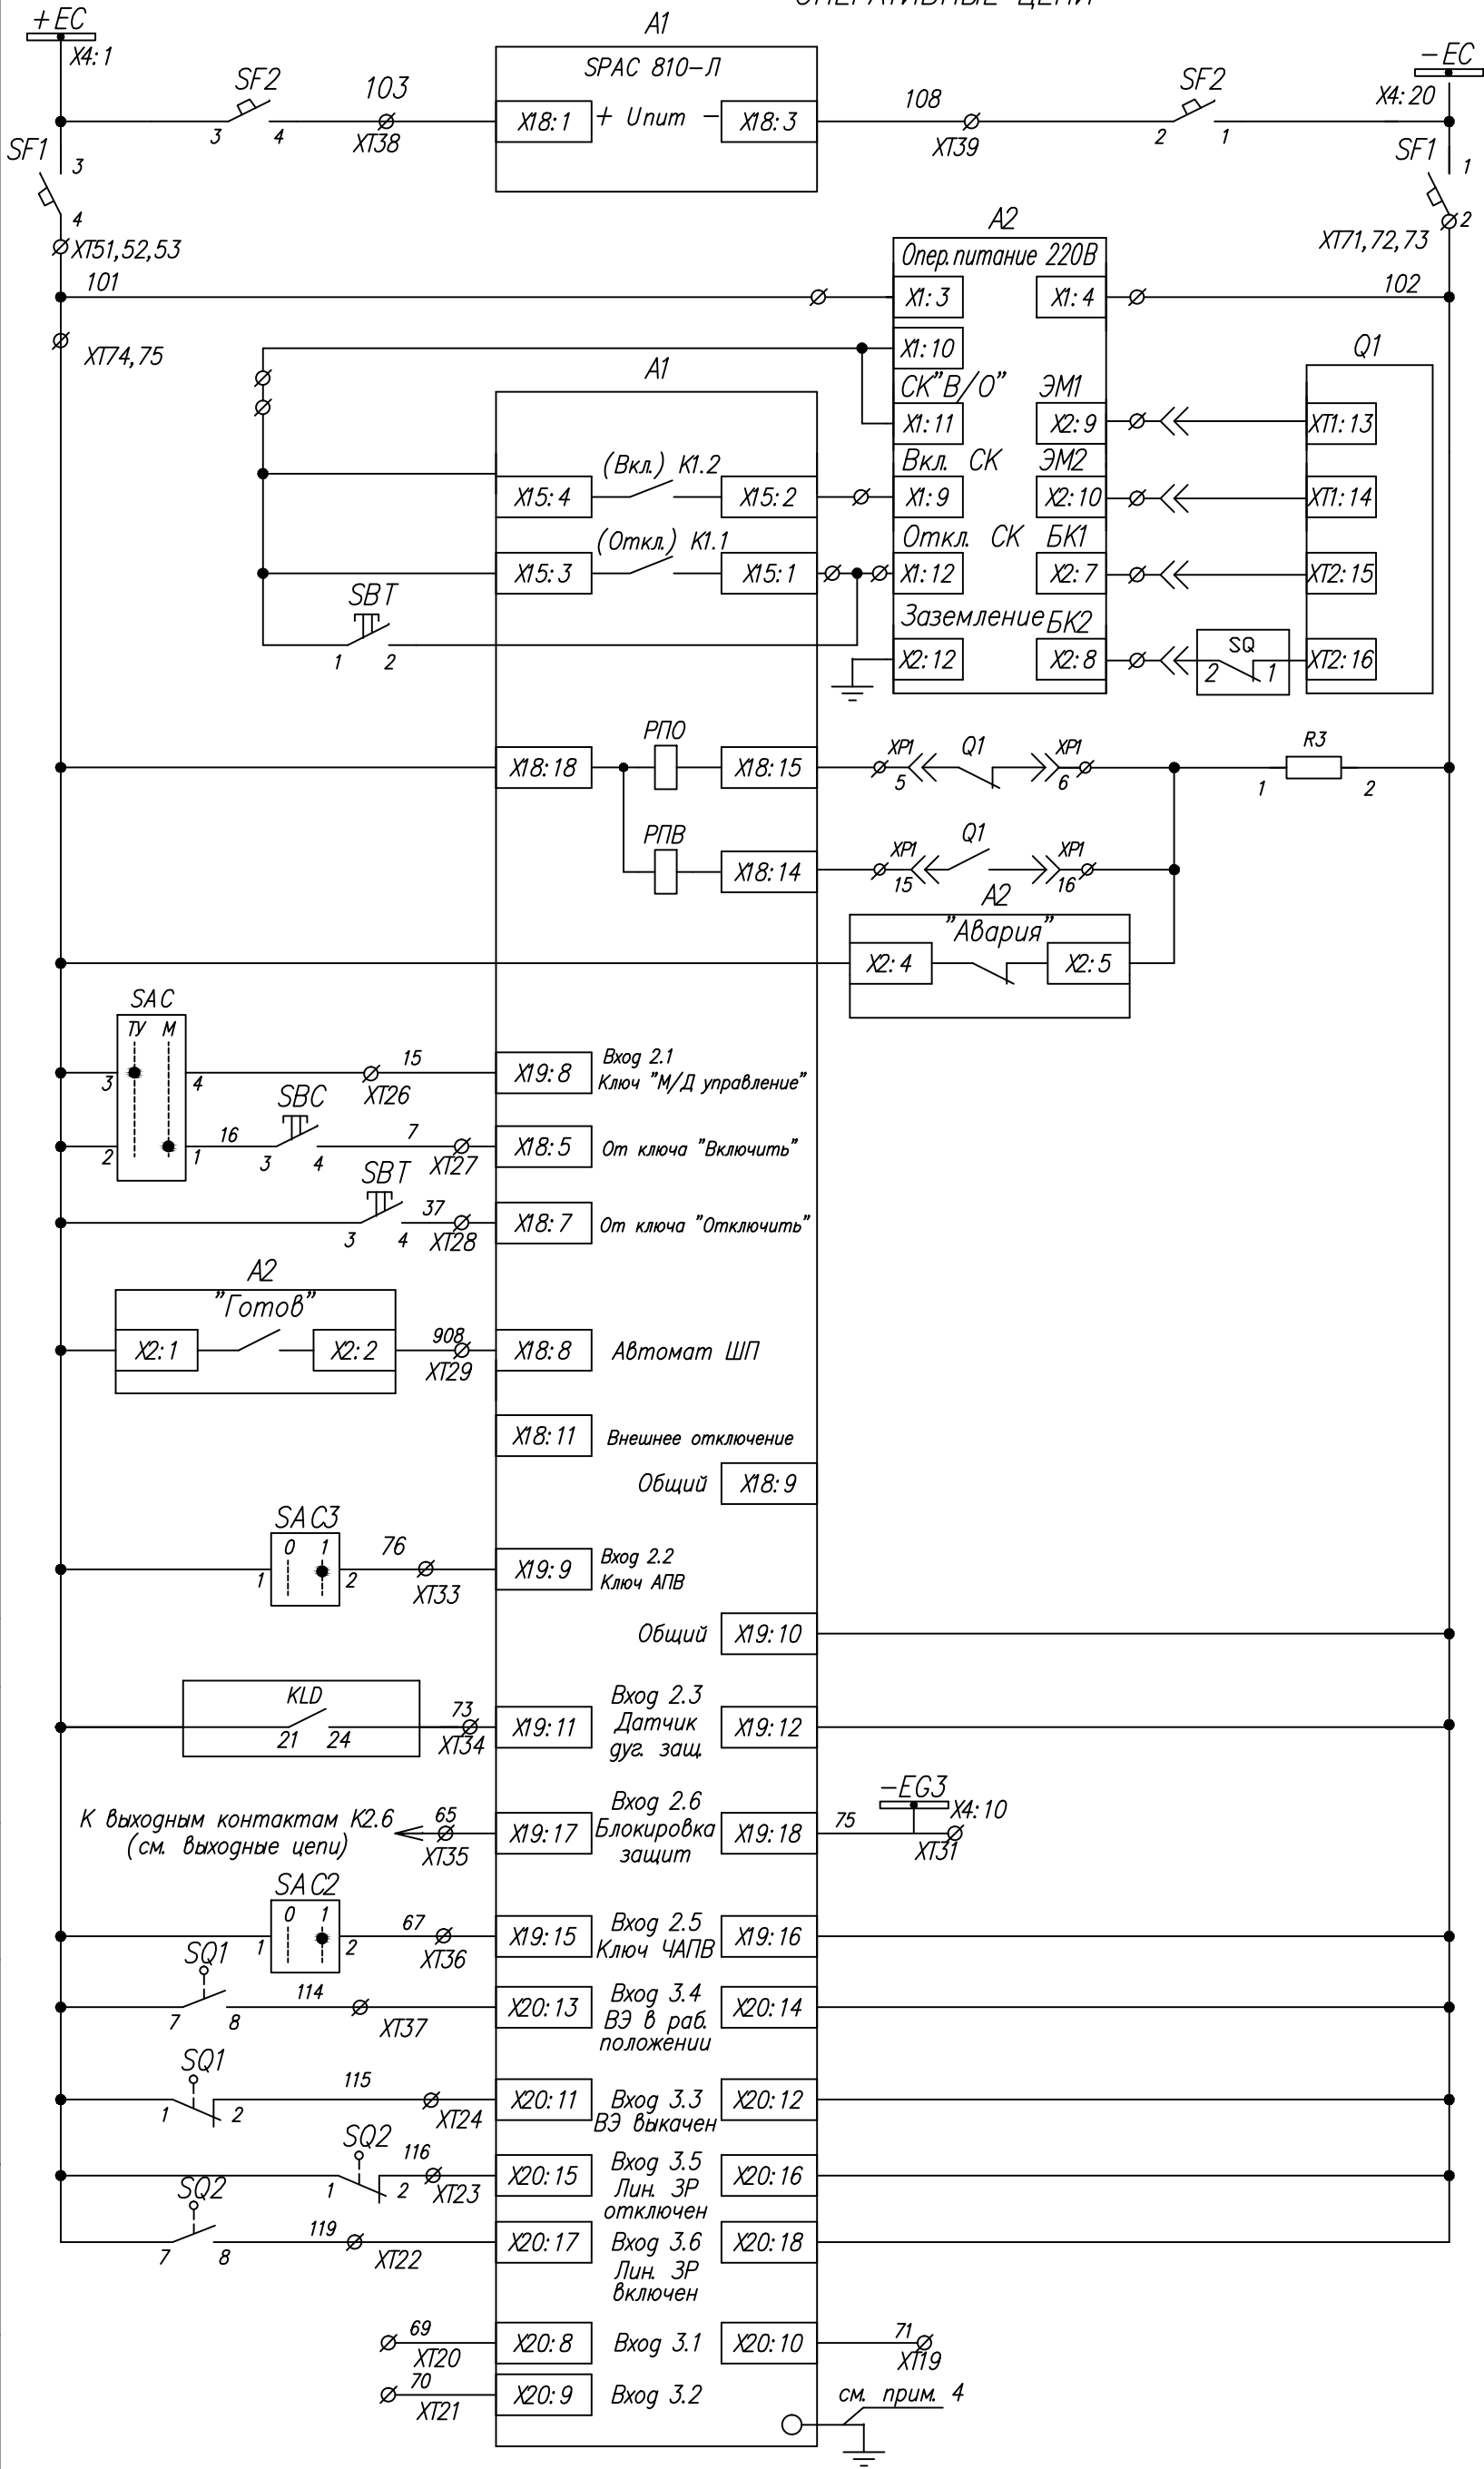 ОПЕРАТИВНЫЕ ЦЕПИ
+EC
X4:1
A1
SPAC 810-Л
-EC
X4:20
SF2
3
4
103
XT38
X18:1
+ Uпит -
X18:3
108
XT39
SF2
2
1
SF1
3
4
SF1
1
2
XT51,52,53
XT71,72,73
101
102
XT74,75
A2
Опер.питание 220В
X1:3
X1:4
X1:10
Q1
A1
СК"В/О"
ЭМ1
X1:11
X2:9
XT1:13
(Вкл.) K1.2
Вкл. СК
ЭМ2
X15:4
X15:2
X1:9
X2:10
XT1:14
(Откл.) K1.1
Откл. СК
БК1
X15:3
X15:1
X1:12
X2:7
XT2:15
SBT
1
2
Заземление
БК2
X2:12
X2:8
SQ
2
1
XT2:16
РПО
X18:18
X18:15
XP1
5
Q1
XP1
6
R3
1
2
РПВ
X18:14
XP1
15
Q1
XP1
16
A2
"Авария"
X2:4
X2:5
SAC
ТУ М
3
4
15
XT26
X19:8
Вход 2.1
Ключ "М/Д управление"
2
1
16
SBC
3
4
7
XT27
X18:5
От ключа "Включить"
SBT
3
4
37
XT28
X18:7
От ключа "Отключить"
A2
"Готов"
X2:1
X2:2
908
XT29
X18:8
Автомат ШП
X18:11
Внешнее отключение
Общий
X18:9
SAC3
0 1
1
2
76
XT33
X19:9
Вход 2.2
Ключ АПВ
Общий
X19:10
KLD
21
24
73
XT34
X19:11
Вход 2.3
Датчик
дуг. защ.
X19:12
К выходным контактам К2.6
(см. выходные цепи)
65
XT35
X19:17
Вход 2.6
Блокировка
защит
X19:18
75
-EG3
X4:10
XT31
SAC2
0 1
1
2
67
XT36
X19:15
Вход 2.5
Ключ ЧАПВ
X19:16
SQ1
7
8
114
XT37
X20:13
Вход 3.4
ВЭ в раб.
положении
X20:14
SQ1
1
2
115
XT24
X20:11
Вход 3.3
ВЭ выкачен
X20:12
SQ2
1
2
116
XT23
X20:15
Вход 3.5
Лин. ЗР
отключен
X20:16
SQ2
7
8
119
XT22
X20:17
Вход 3.6
Лин. ЗР
включен
X20:18
69
XT20
X20:8
Вход 3.1
X20:10
71
XT19
70
XT21
X20:9
Вход 3.2
см. прим. 4